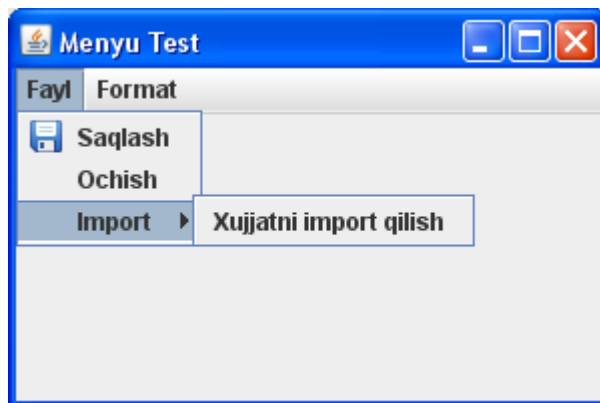 Menyu Test
Fayl Format
Saqlash
Ochish
Import Xujjatni import qilish